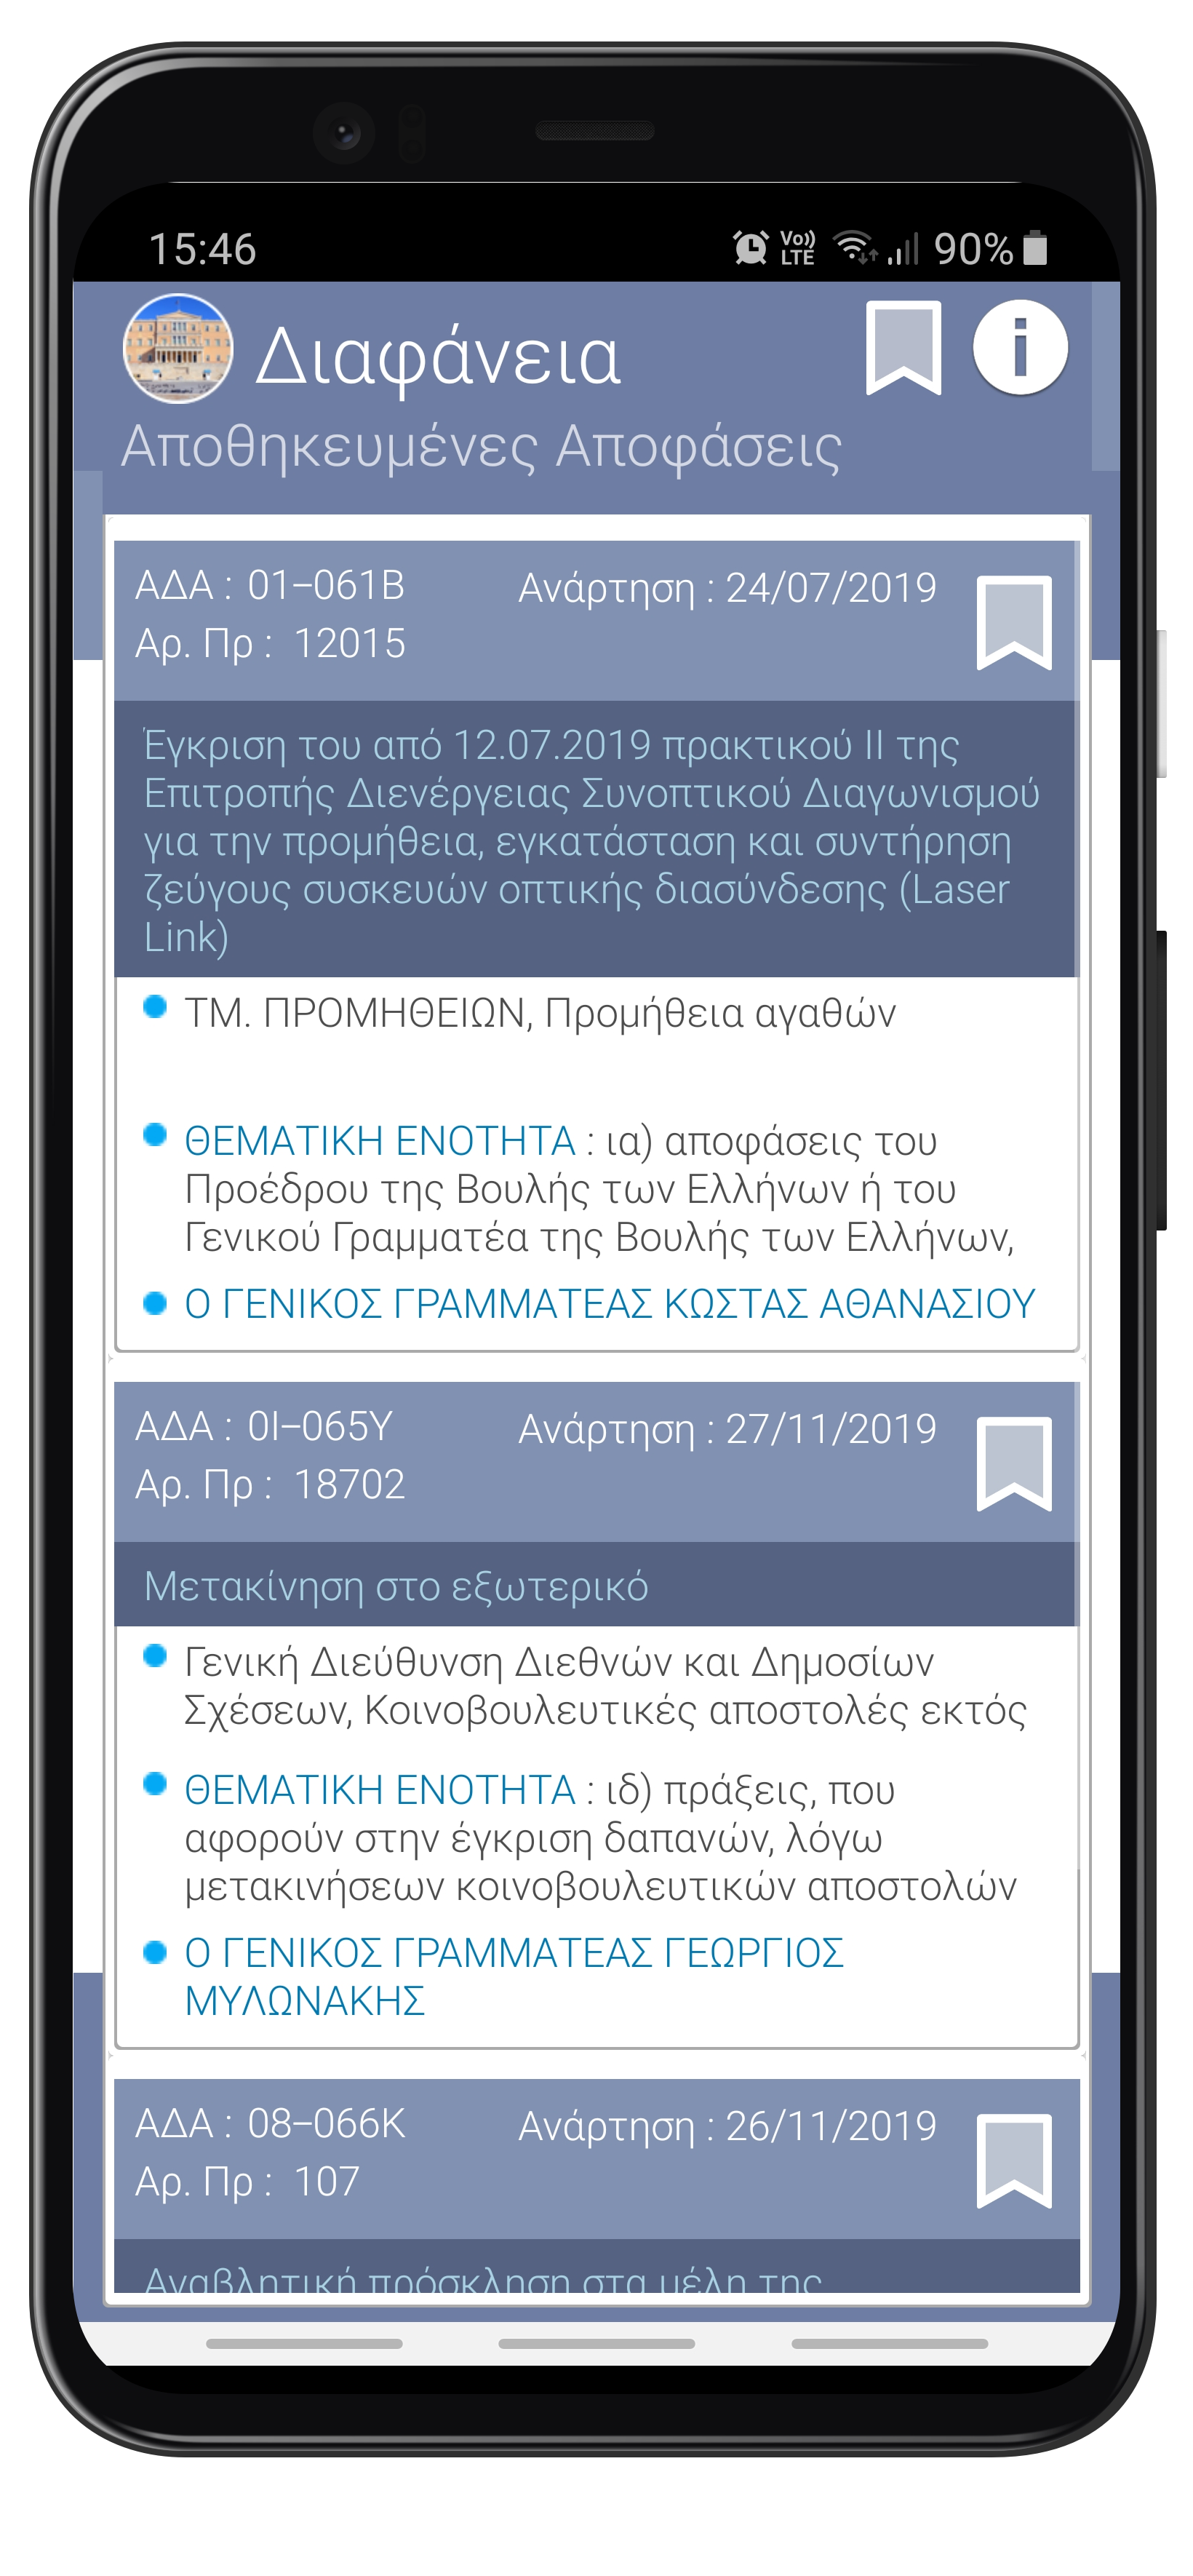 15:46
Vo))
LTE
90%
Διαφάνεια
i
Αποθηκευμένες Αποφάσεις
ΑΔΑ : 01–061B
Ανάρτηση : 24/07/2019
Αρ. Πρ : 12015
Έγκριση του από 12.07.2019 πρακτικού ΙΙ της
Επιτροπής Διενέργειας Συνοπτικού Διαγωνισμού
για την προμήθεια, εγκατάσταση και συντήρηση
ζεύγους συσκευών οπτικής διασύνδεσης (Laser
Link)
ΤΜ. ΠΡΟΜΗΘΕΙΩΝ, Προμήθεια αγαθών
ΘΕΜΑΤΙΚΗ ΕΝΟΤΗΤΑ : ια) αποφάσεις του
Προέδρου της Βουλής των Ελλήνων ή του
Γενικού Γραμματέα της Βουλής των Ελλήνων,
Ο ΓΕΝΙΚΟΣ ΓΡΑΜΜΑΤΕΑΣ ΚΩΣΤΑΣ ΑΘΑΝΑΣΙΟΥ
ΑΔΑ : 0Ι–065Υ
Ανάρτηση : 27/11/2019
Αρ. Πρ : 18702
Μετακίνηση στο εξωτερικό
Γενική Διεύθυνση Διεθνών και Δημοσίων
Σχέσεων, Κοινοβουλευτικές αποστολές εκτός
ΘΕΜΑΤΙΚΗ ΕΝΟΤΗΤΑ : ιδ) πράξεις, που
αφορούν στην έγκριση δαπανών, λόγω
μετακινήσεων κοινοβουλευτικών αποστολών
Ο ΓΕΝΙΚΟΣ ΓΡΑΜΜΑΤΕΑΣ ΓΕΩΡΓΙΟΣ
ΜΥΛΩΝΑΚΗΣ
ΑΔΑ : 08–066Κ
Ανάρτηση : 26/11/2019
Αρ. Πρ : 107
Αναβλητική πρόσκληση στα μέλη της